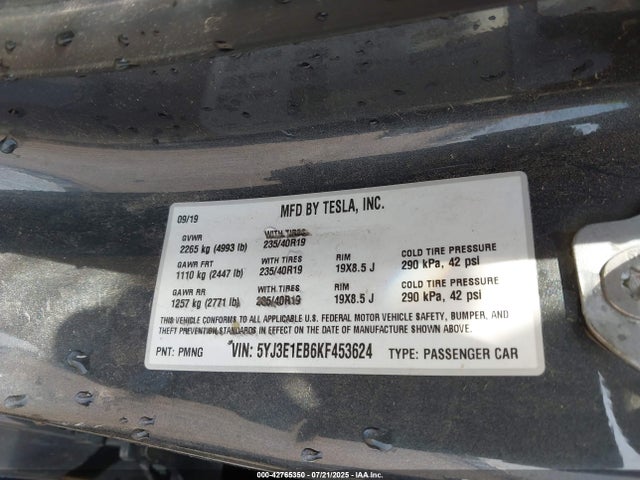 MFD BY TESLA, INC.
09/19
GVWR
2265 kg (4993 lb)
WITH TIRES
235/40R19
GAWR FRT
1110 kg (2447 lb)
WITH TIRES
235/40R19
RIM
19X8.5 J
COLD TIRE PRESSURE
290 kPa, 42 psi
GAWR RR
1257 kg (2771 lb)
WITH TIRES
235/40R19
RIM
19X8.5 J
COLD TIRE PRESSURE
290 kPa, 42 psi
THIS VEHICLE CONFORMS TO ALL APPLICABLE U.S. FEDERAL MOTOR VEHICLE SAFETY, BUMPER, AND
THEFT PREVENTION STANDARDS IN EFFECT ON THE DATE OF MANUFACTURE SHOWN ABOVE.
PNT: PMNG VIN: 5YJ3E1EB6KF453624 TYPE: PASSENGER CAR
000-42765350 - 07/21/2025 - IAAI.COM